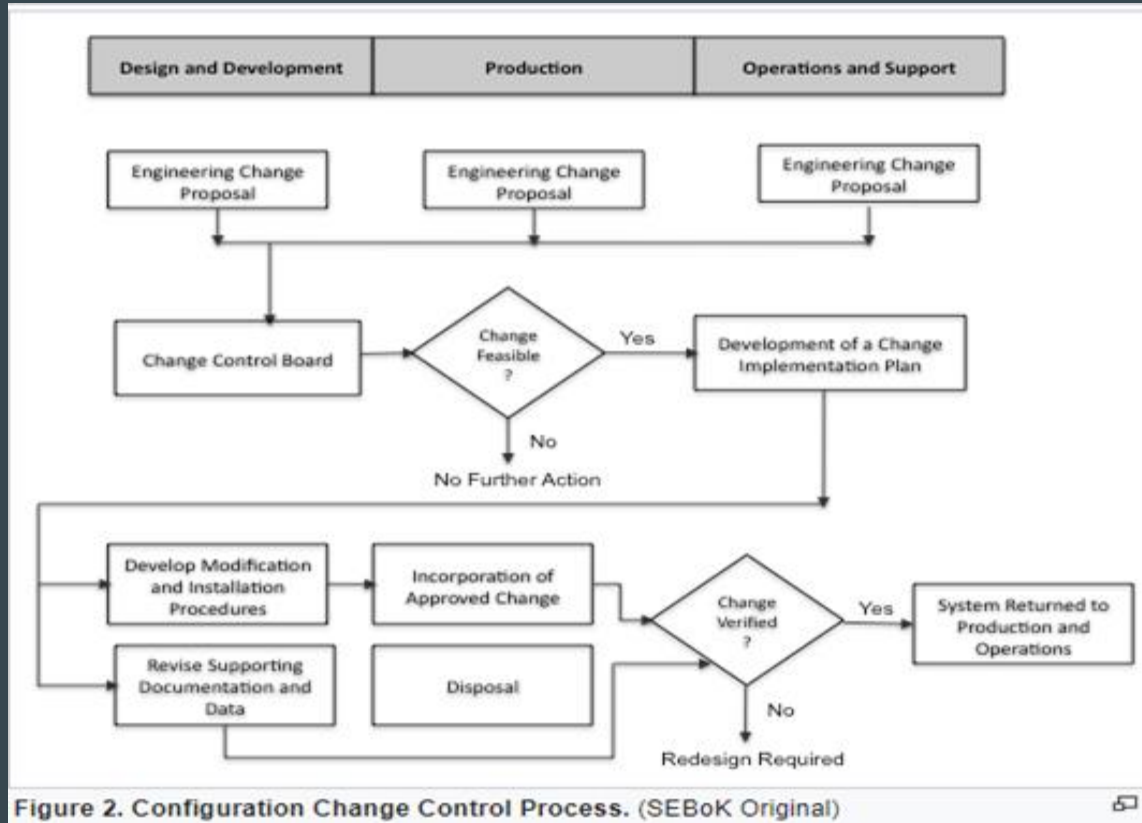 Design and Development
Production
Operations and Support
Engineering Change
Proposal
Engineering Change
Proposal
Engineering Change
Proposal
Change Control Board
Change
Feasible
?
Yes
Development of a Change
Implementation Plan
No
No Further Action
Develop Modification
and Installation
Procedures
Incorporation of
Approved Change
Change
Verified
?
Yes
System Returned to
Production and
Operations
Revise Supporting
Documentation and
Data
Disposal
No
Redesign Required
Figure 2. Configuration Change Control Process. (SEBoK Original)